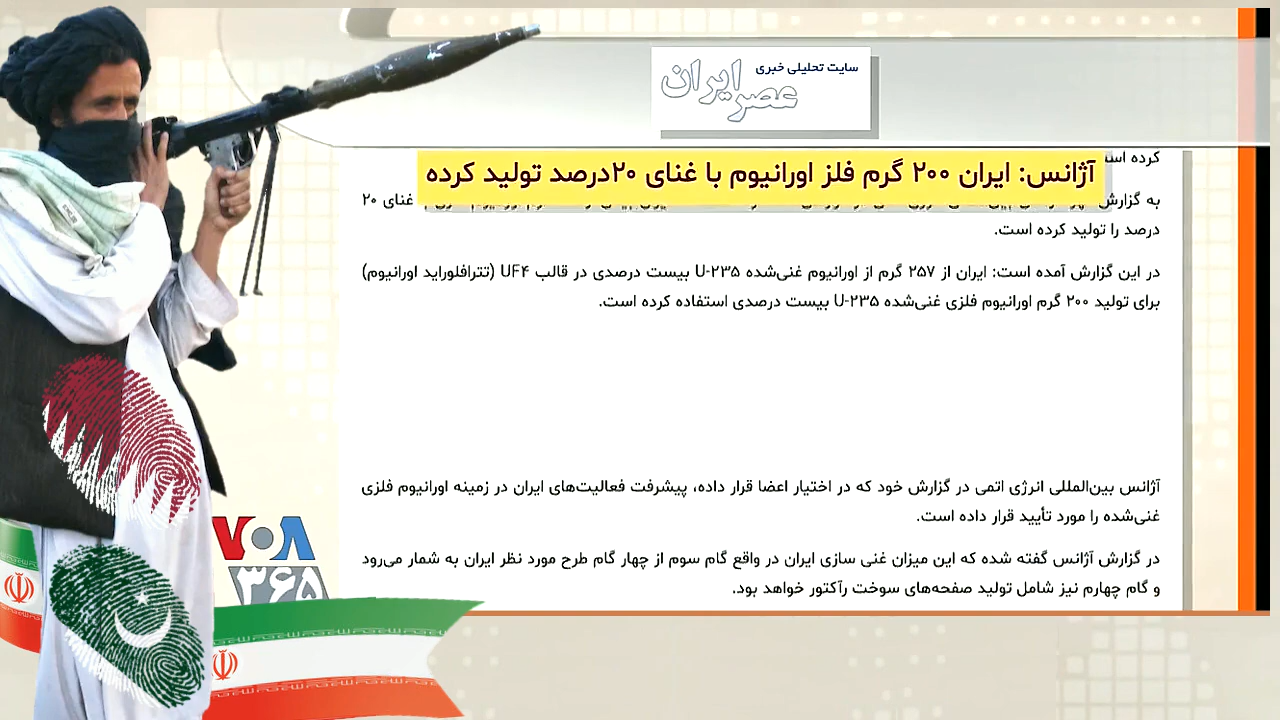 سایت تحلیلی خبری
عصر ایران
آژانس: ایران ۲۰۰ گرم فلز اورانیوم با غنای ۲۰درصد تولید کرده
کرده است
به گزارش
غنای ۲۰
درصد را تولید کرده است.
در این گزارش آمده است: ایران از ۲۵۷ گرم از اورانیوم غنی‌شده U-۲۳۵ بیست درصدی در قالب UF۴ (تترافلوراید اورانیوم)
برای تولید ۲۰۰ گرم اورانیوم فلزی غنی‌شده U-۲۳۵ بیست درصدی استفاده کرده است.
آژانس بین‌المللی انرژی اتمی در گزارش خود که در اختیار اعضا قرار داده، پیشرفت فعالیت‌های ایران در زمینه اورانیوم فلزی
غنی‌شده را مورد تأیید قرار داده است.
در گزارش آژانس گفته شده که این میزان غنی سازی ایران در واقع گام سوم از چهار گام طرح مورد نظر ایران به شمار می‌رود
و گام چهارم نیز شامل تولید صفحه‌های سوخت رآکتور خواهد بود.
VOA
۳۶۵